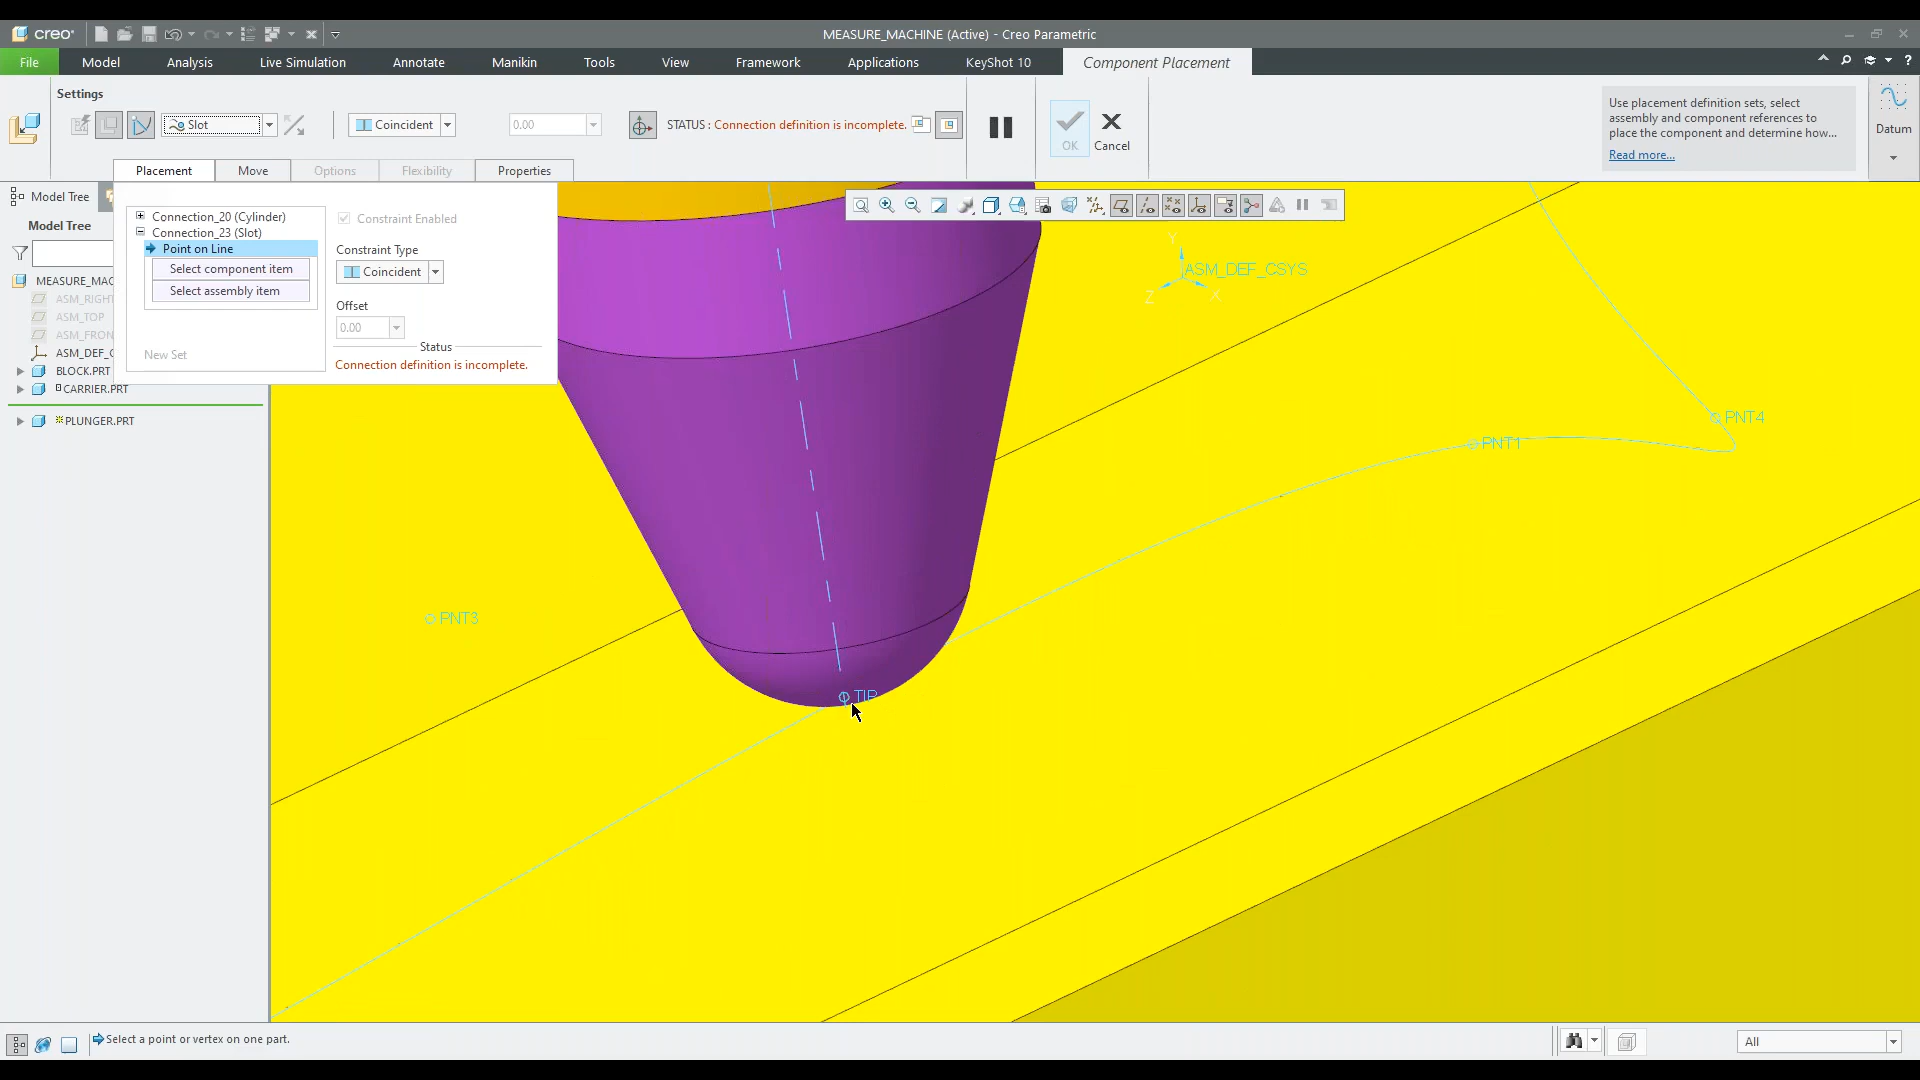 creo
MEASURE_MACHINE (Active) - Creo Parametric
File
Model
Analysis
Live Simulation
Annotate
Manikin
Tools
View
Framework
Applications
KeyShot 10
Component Placement
Settings
Slot
Coincident
0.00
STATUS : Connection definition is incomplete.
OK
Cancel
Use placement definition sets, select
assembly and component references to
place the component and determine how...
Read more...
Datum
Placement
Move
Options
Flexibility
Properties
Model Tree
Model Tree
MEASURE_MAC
ASM_RIGH
ASM_TOP
ASM_FRON
ASM_DEF_C
BLOCK.PRT
CARRIER.PRT
PLUNGER.PRT
Connection_20 (Cylinder)
Connection_23 (Slot)
Point on Line
Select component item
Select assembly item
New Set
Constraint Enabled
Constraint Type
Coincident
Offset
0.00
Status
Connection definition is incomplete.
Y
ASM_DEF_CSYS
Z
X
PNT4
PNT1
PNT3
TIP
Select a point or vertex on one part.
All